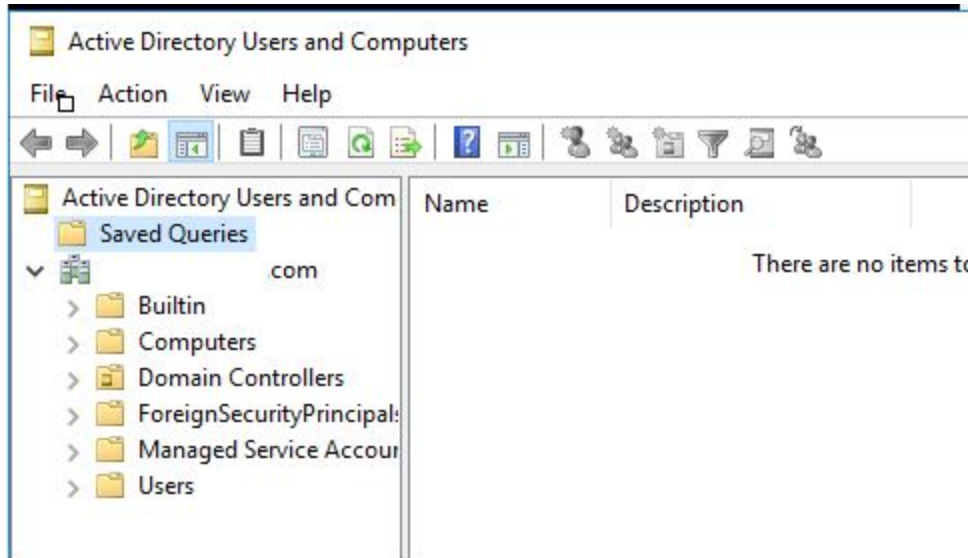 Active Directory Users and Computers
File Action View Help
Active Directory Users and Com
Name Description
Saved Queries
There are no items to
.com
Builtin
Computers
Domain Controllers
ForeignSecurityPrincipals
Managed Service Accour
Users